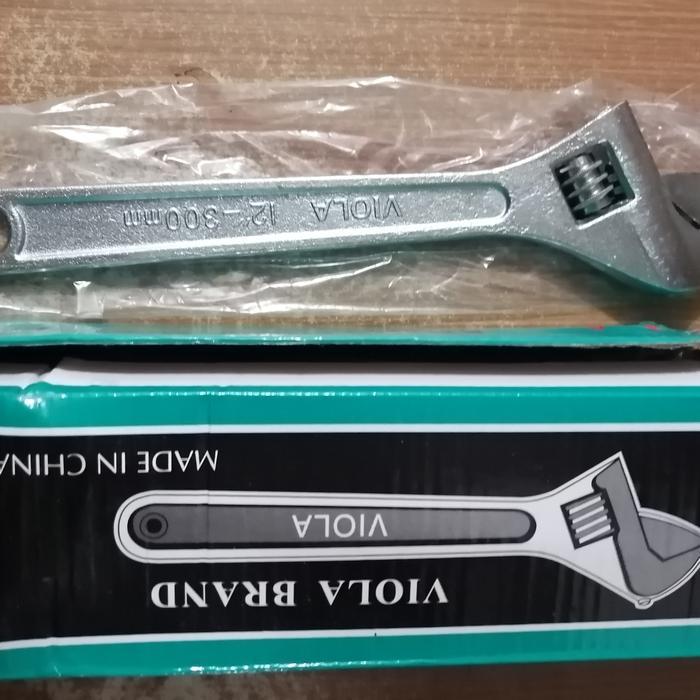 VIOLA 12"-300mm
MADE IN CHINA
VIOLA
VIOLA BRAND